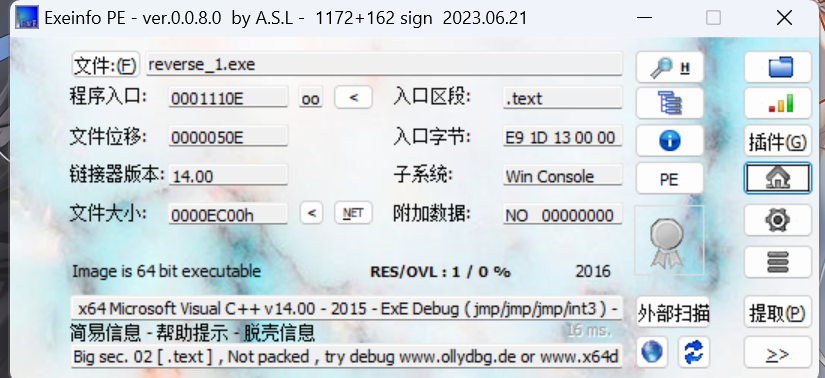 Exeinfo PE - ver.0.0.8.0 by A.S.L - 1172+162 sign 2023.06.21
文件:(F) reverse_1.exe H
程序入口: 0001110E oo < 入口区段: .text
文件位移: 0000050E 入口字节: E9 1D 13 00 00 插件(G)
链接器版本: 14.00 子系统: Win Console PE
文件大小: 0000EC00h < NET 附加数据: NO 00000000
Image is 64 bit executable RES/OVL : 1 / 0 % 2016
x64 Microsoft Visual C++ v14.00 - 2015 - ExE Debug ( jmp/jmp/jmp/int3 ) - 外部扫描 提取(P)
简易信息 - 帮助提示 - 脱壳信息 16 ms.
Big sec. 02 [ .text ] , Not packed , try debug www.ollydbg.de or www.x64d >>